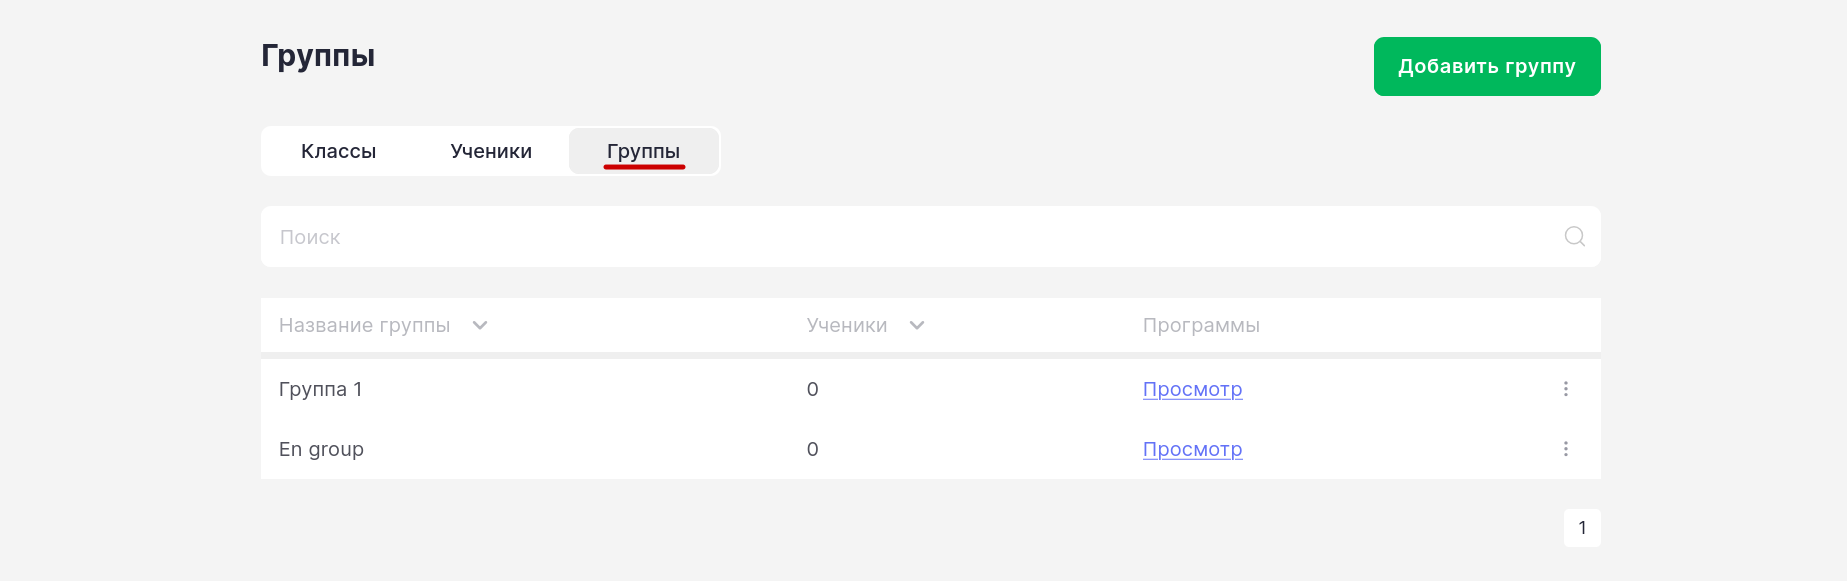 Группы
Добавить группу
Классы Ученики Группы
Поиск
Название группы Ученики Программы
Группа 1 0 Просмотр
En group 0 Просмотр
1